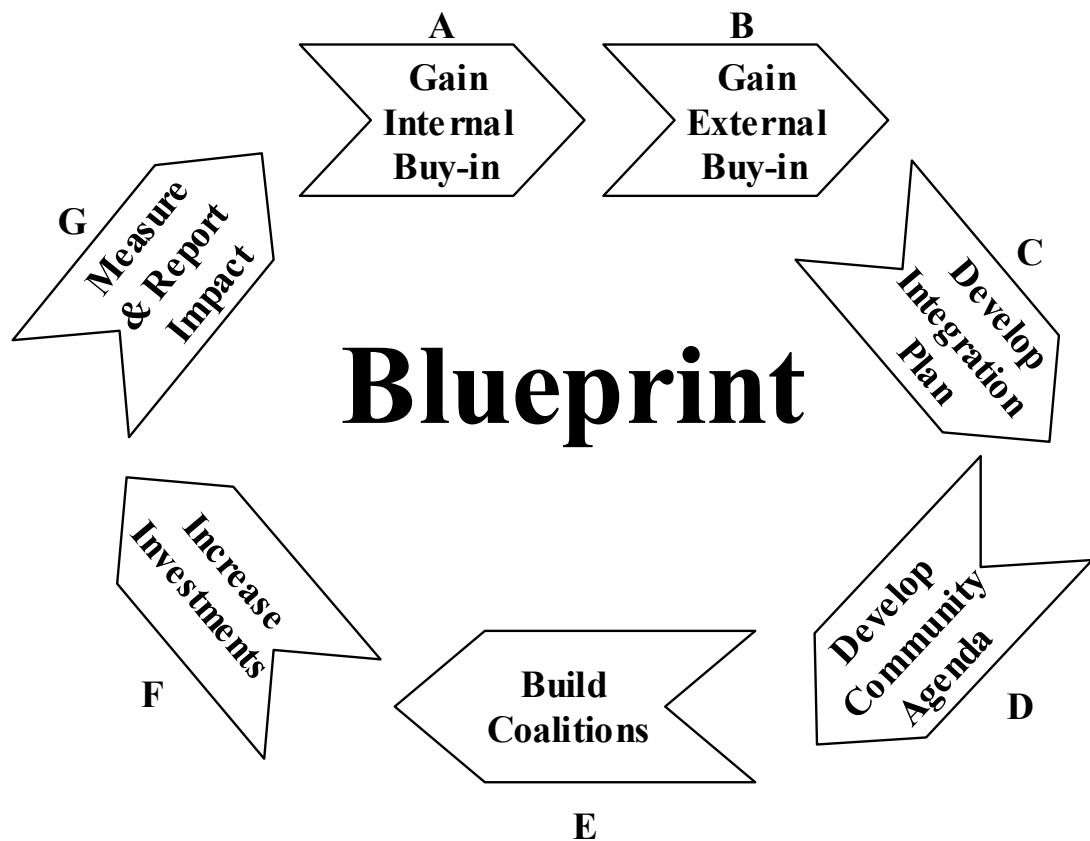 A
Gain
Internal
Buy-in
B
Gain
External
Buy-in
C
Develop
Integration
Plan
D
Develop
Community
Agenda
E
Build
Coalitions
F
Increase
Investments
G
Measure
& Report
Impact
Blueprint